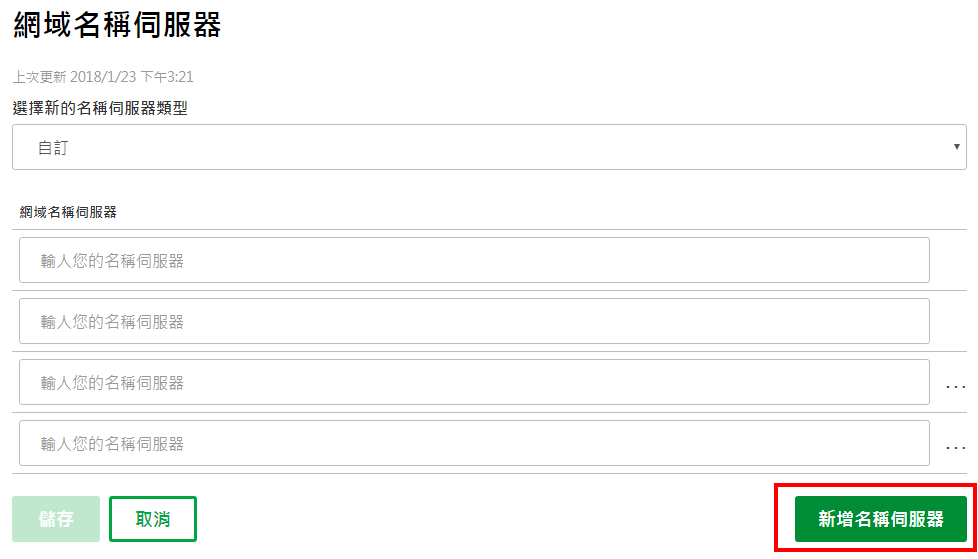 網域名稱伺服器
上次更新 2018/1/23 下午3:21
選擇新的名稱伺服器類型
自訂
網域名稱伺服器
輸入您的名稱伺服器
輸入您的名稱伺服器
輸入您的名稱伺服器
...
輸入您的名稱伺服器
...
儲存
取消
新增名稱伺服器